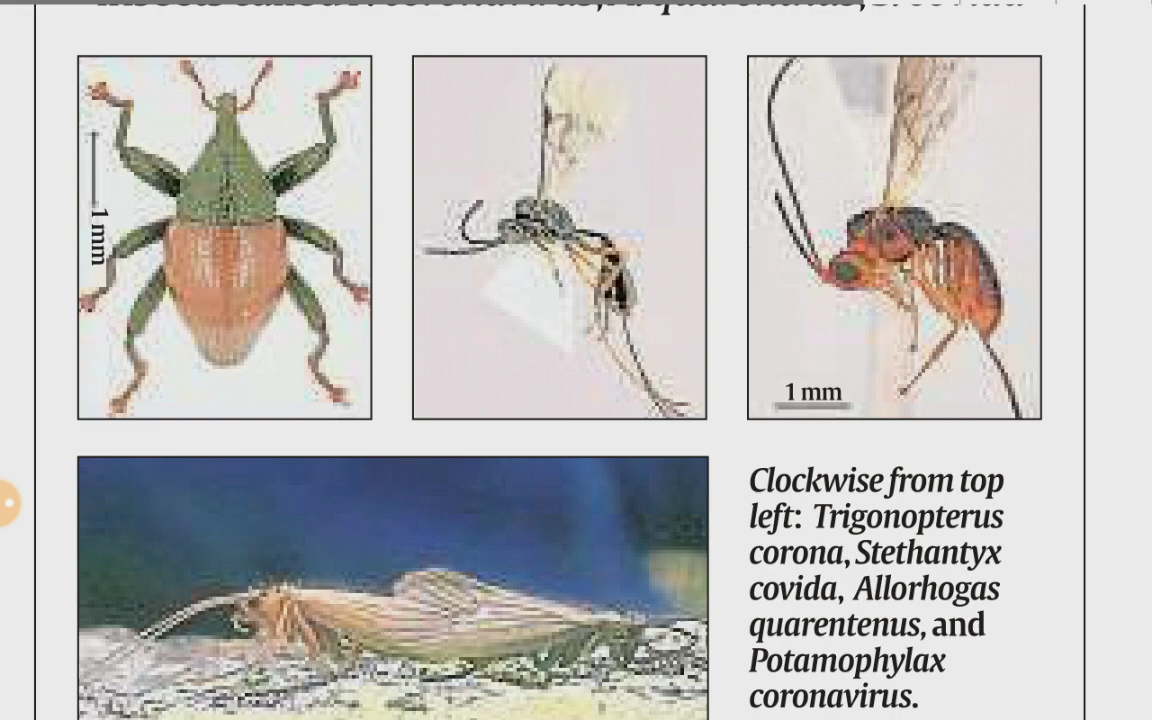 1 mm
1 mm
Clockwise from top
left: Trigonopterus
corona, Stethantyx
covida, Allorhogas
quarentenus, and
Potamophylax
coronavirus.